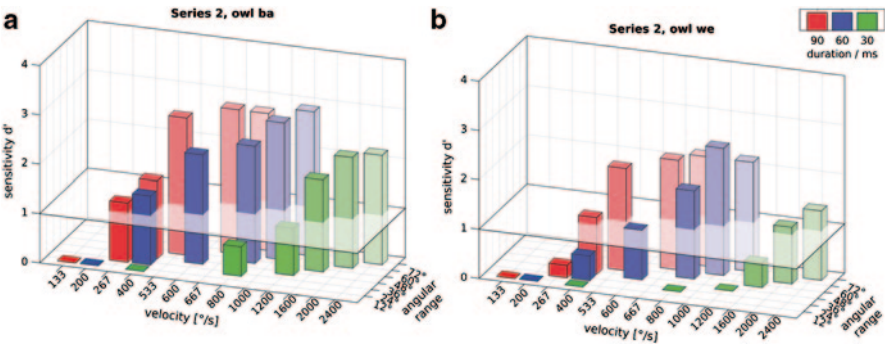 a
Series 2, owl ba
4
3
2
1
0
sensitivity d'
133
200
267
400
533
600
667
800
1000
1200
1600
2000
2400
velocity [°/s]
angular
range
b
Series 2, owl we
4
3
2
1
0
sensitivity d'
133
200
267
400
533
600
667
800
1000
1200
1600
2000
2400
velocity [°/s]
angular
range
90 60 30
duration / ms